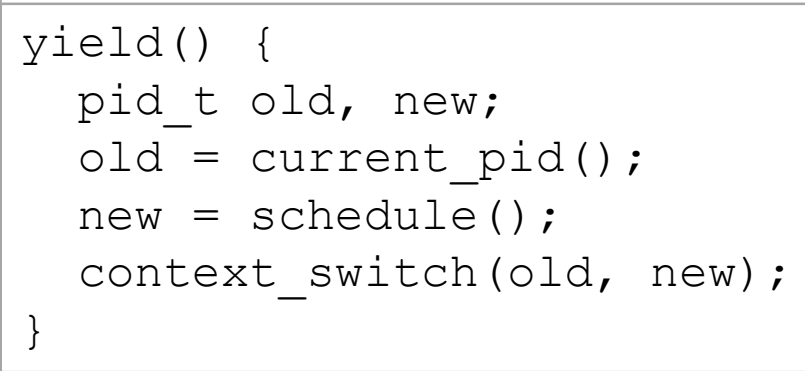 yield() {
  pid_t old, new;
  old = current_pid();
  new = schedule();
  context_switch(old, new);
}